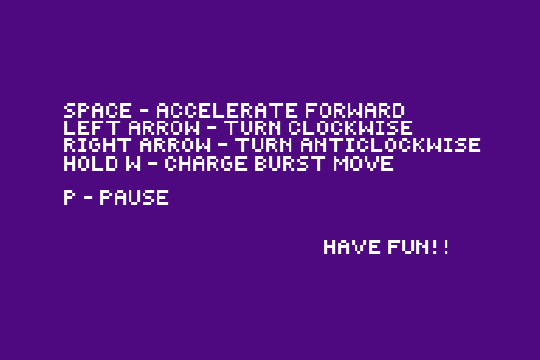 SPACE - ACCELERATE FORWARD
LEFT ARROW - TURN CLOCKWISE
RIGHT ARROW - TURN ANTICLOCKWISE
HOLD W - CHARGE BURST MOVE
P - PAUSE
HAVE FUN!!